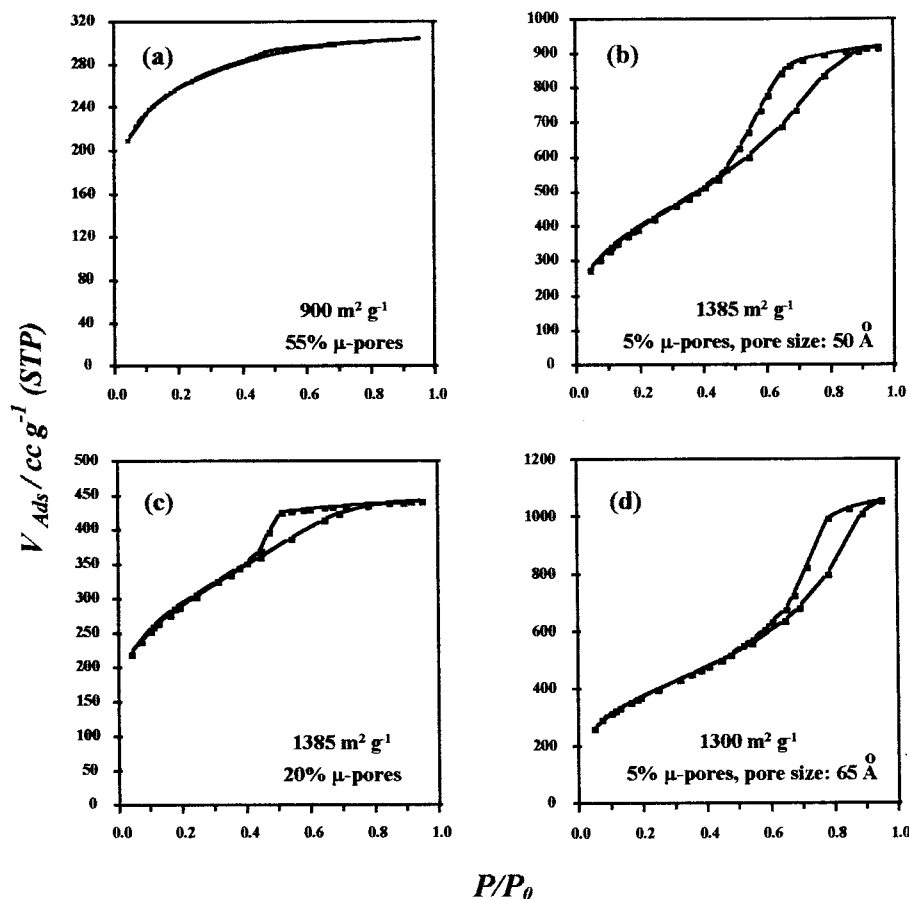 V Ads / cc g-1 (STP)
320
280
240
200
160
120
80
40
0
(a)
900 m2 g-1
55% μ-pores
0.0 0.2 0.4 0.6 0.8 1.0
1000
900
800
700
600
500
400
300
200
100
0
(b)
1385 m2 g-1
5% μ-pores, pore size: 50 Å
0.0 0.2 0.4 0.6 0.8 1.0
500
450
400
350
300
250
200
150
100
50
0
(c)
1385 m2 g-1
20% μ-pores
0.0 0.2 0.4 0.6 0.8 1.0
1200
1000
800
600
400
200
0
(d)
1300 m2 g-1
5% μ-pores, pore size: 65 Å
0.0 0.2 0.4 0.6 0.8 1.0
P/P0